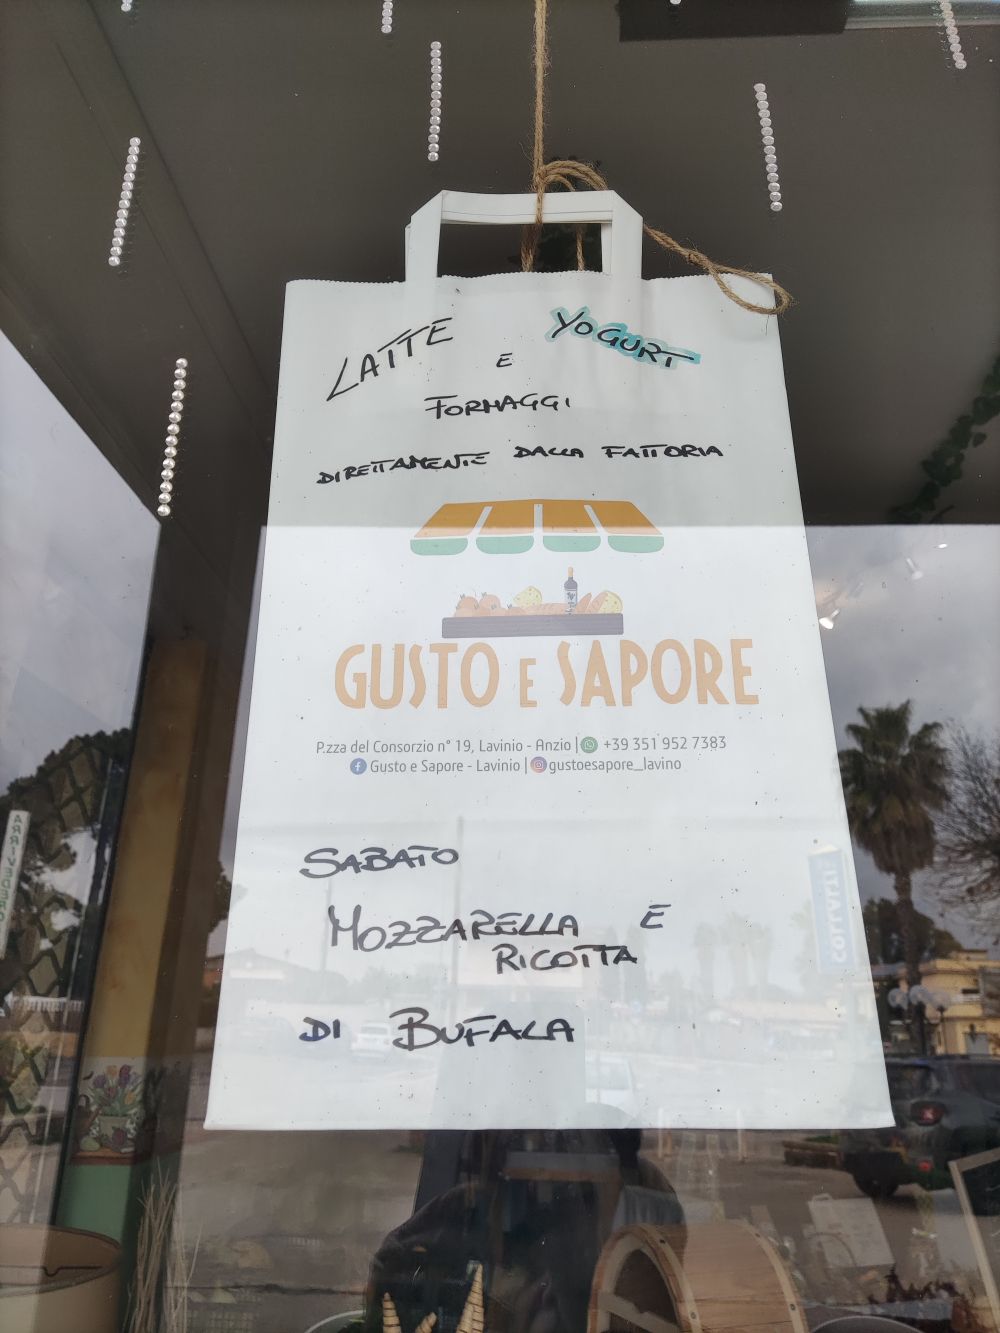 LATTE E YOGURT
FORMAGGI
DIRETTAMENTE DALLA FATTORIA
GUSTO E SAPORE
P.zza del Consorzio n° 19, Lavinio - Anzio | +39 351 952 7383
Gusto e Sapore - Lavinio | gustoesapore_lavino
SABATO
MOZZARELLA E
RICOTTA
DI BUFALA